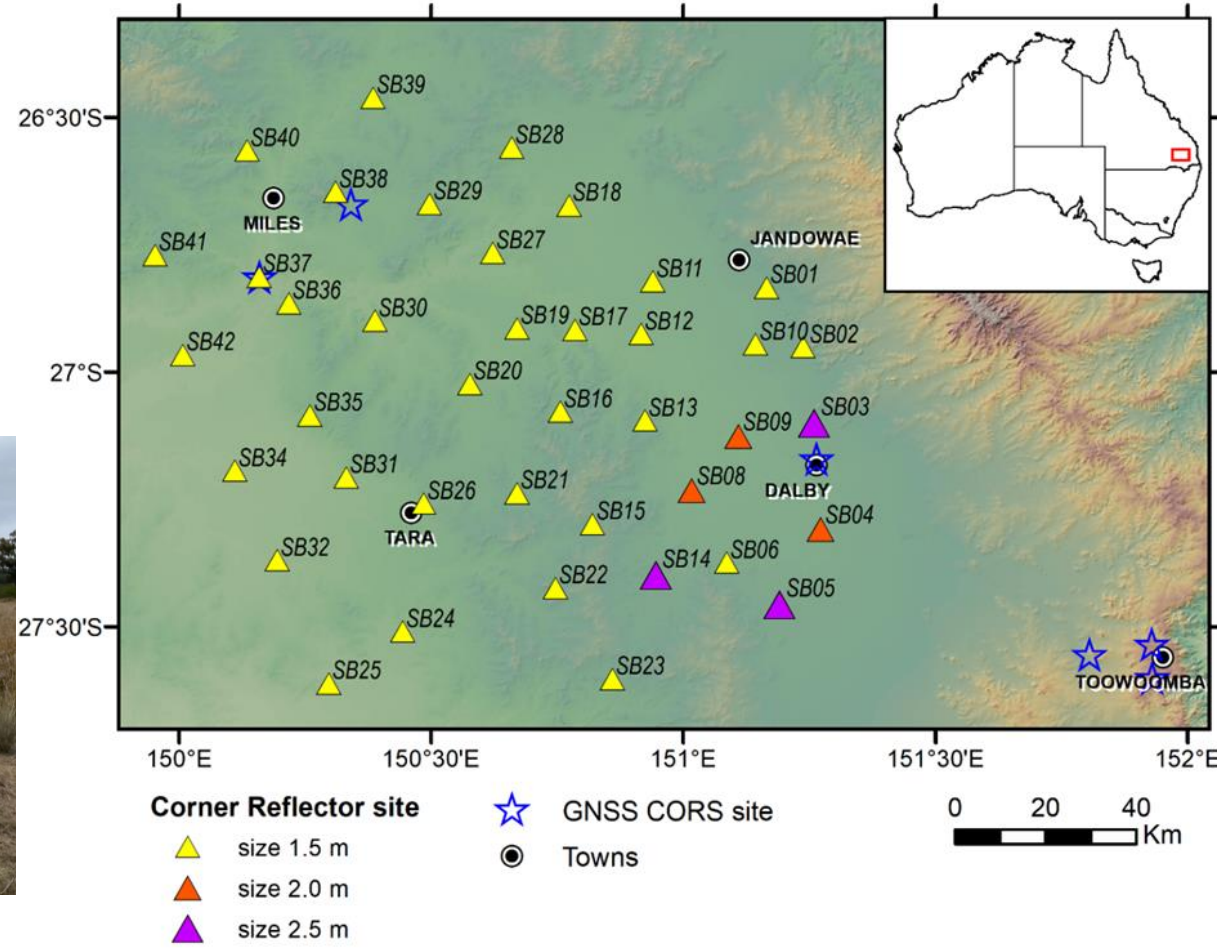 SB39
26°30'S
SB40
SB28
SB38
SB29
SB18
MILES
SB41
SB27
JANDOWAE
SB37
SB11
SB01
SB36
SB30
SB19
SB17
SB12
SB10
SB02
SB42
27°S
SB20
SB35
SB16
SB13
SB09
SB03
SB34
SB31
SB26
SB21
SB08
DALBY
SB15
SB04
TARA
SB32
SB14
SB06
SB22
SB05
27°30'S
SB24
SB25
SB23
TOOWOOMBA
150°E
150°30'E
151°E
151°30'E
152°E
Corner Reflector site
size 1.5 m
size 2.0 m
size 2.5 m
GNSS CORS site
Towns
0 20 40
Km